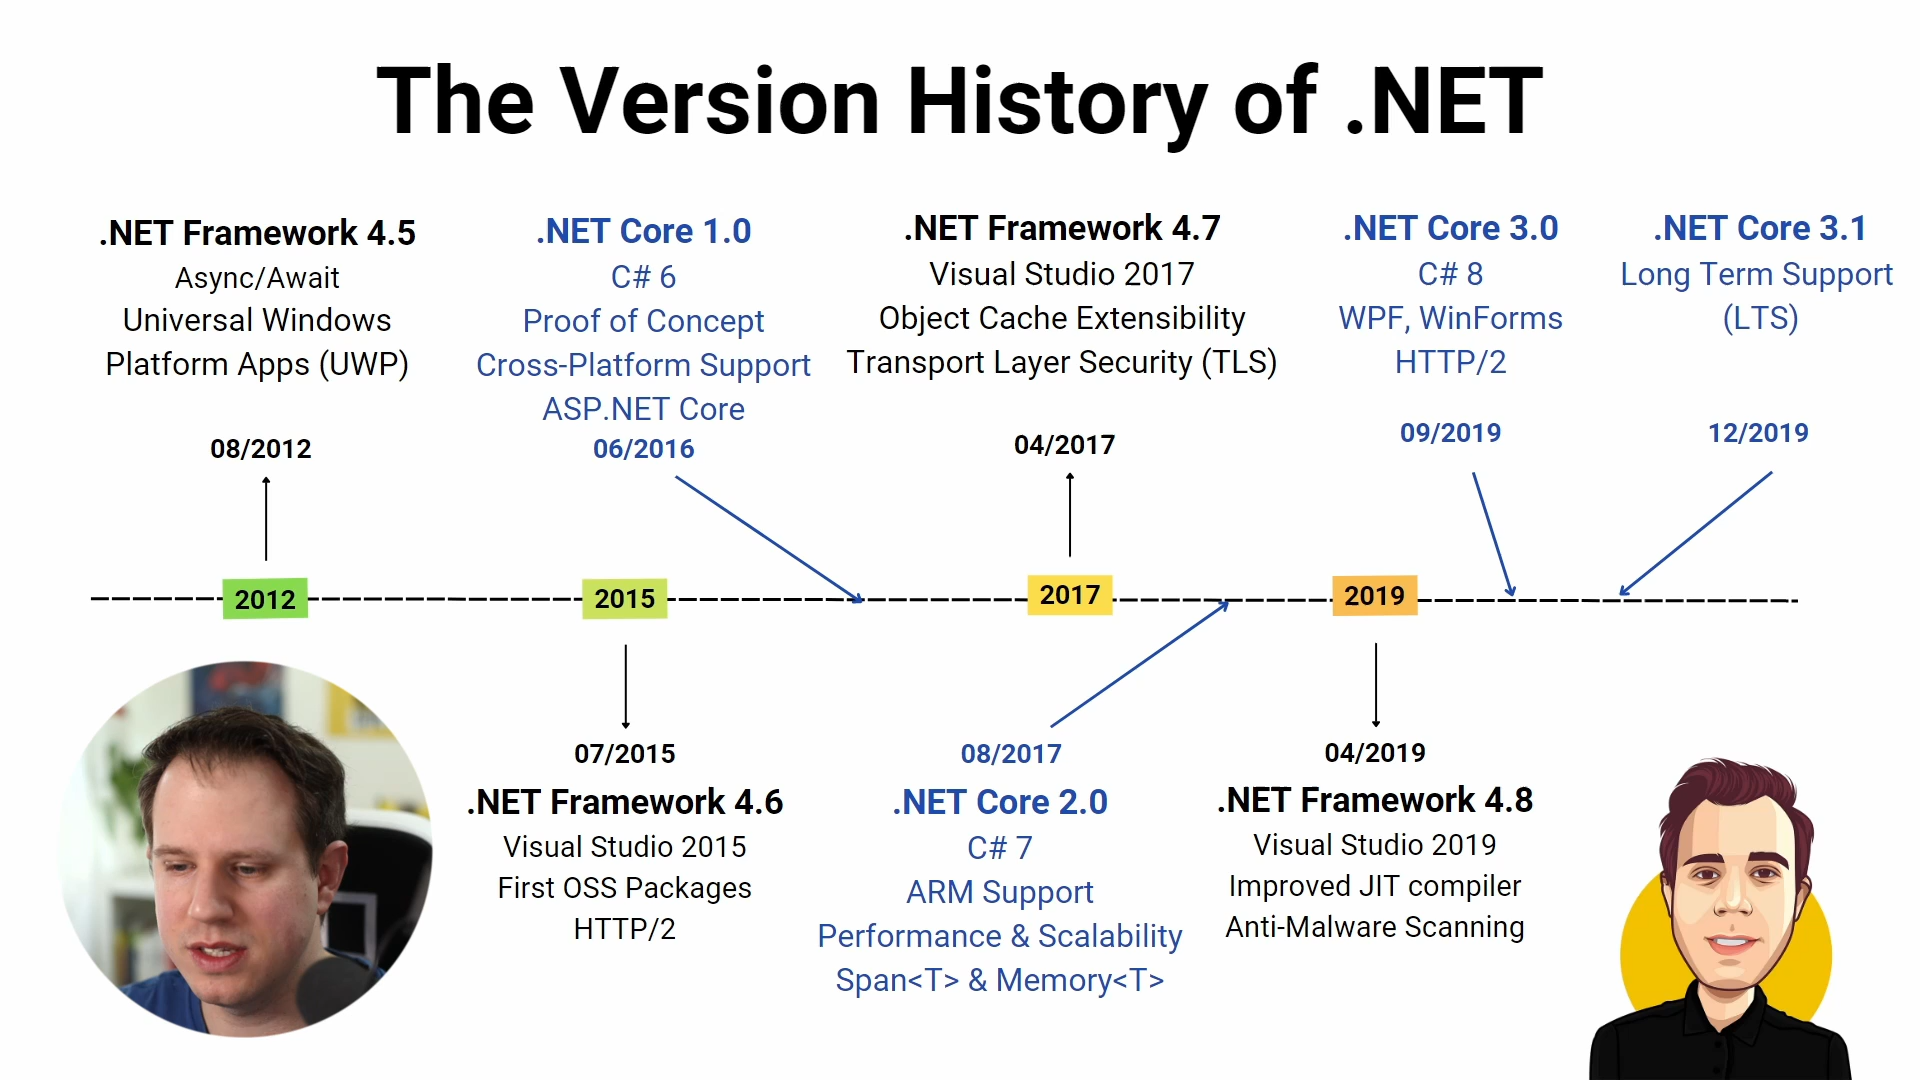 The Version History of .NET
.NET Framework 4.5
Async/Await
Universal Windows
Platform Apps (UWP)
08/2012
.NET Core 1.0
C# 6
Proof of Concept
Cross-Platform Support
ASP.NET Core
06/2016
.NET Framework 4.7
Visual Studio 2017
Object Cache Extensibility
Transport Layer Security (TLS)
04/2017
.NET Core 3.0
C# 8
WPF, WinForms
HTTP/2
09/2019
.NET Core 3.1
Long Term Support
(LTS)
12/2019
2012
2015
2017
2019
07/2015
.NET Framework 4.6
Visual Studio 2015
First OSS Packages
HTTP/2
08/2017
.NET Core 2.0
C# 7
ARM Support
Performance & Scalability
Span<T> & Memory<T>
04/2019
.NET Framework 4.8
Visual Studio 2019
Improved JIT compiler
Anti-Malware Scanning